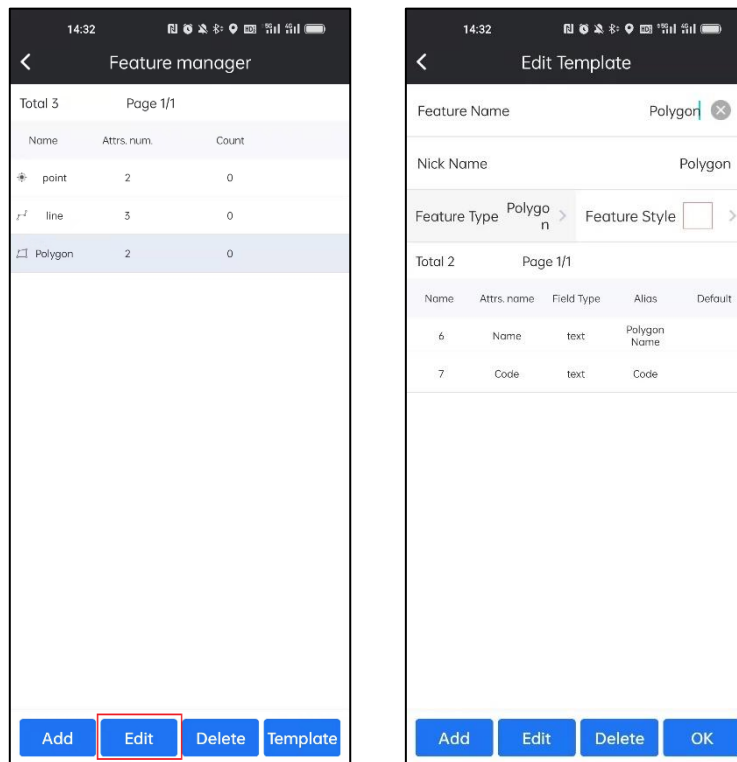 14:32
Feature manager
Total 3 Page 1/1
Name Attrs. num. Count
point 2 0
line 3 0
Polygon 2 0
Add Edit Delete Template
14:32
Edit Template
Feature Name Polygon
Nick Name Polygon
Feature Type Polygo
n Feature Style
Total 2 Page 1/1
Name Attrs. name Field Type Alias Default
6 Name text Polygon
Name
7 Code text Code
Add Edit Delete OK